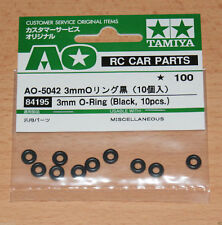 CUSTOMER SERVICE ORIGINAL ITEMS
カスタマーサービス
オリジナル
AO
TAMIYA
RC CAR PARTS
★ 100
AO-5042 3mmOリング黒（10個入）
84195 3mm O-Ring (Black, 10pcs.)
MISCELLANEOUS